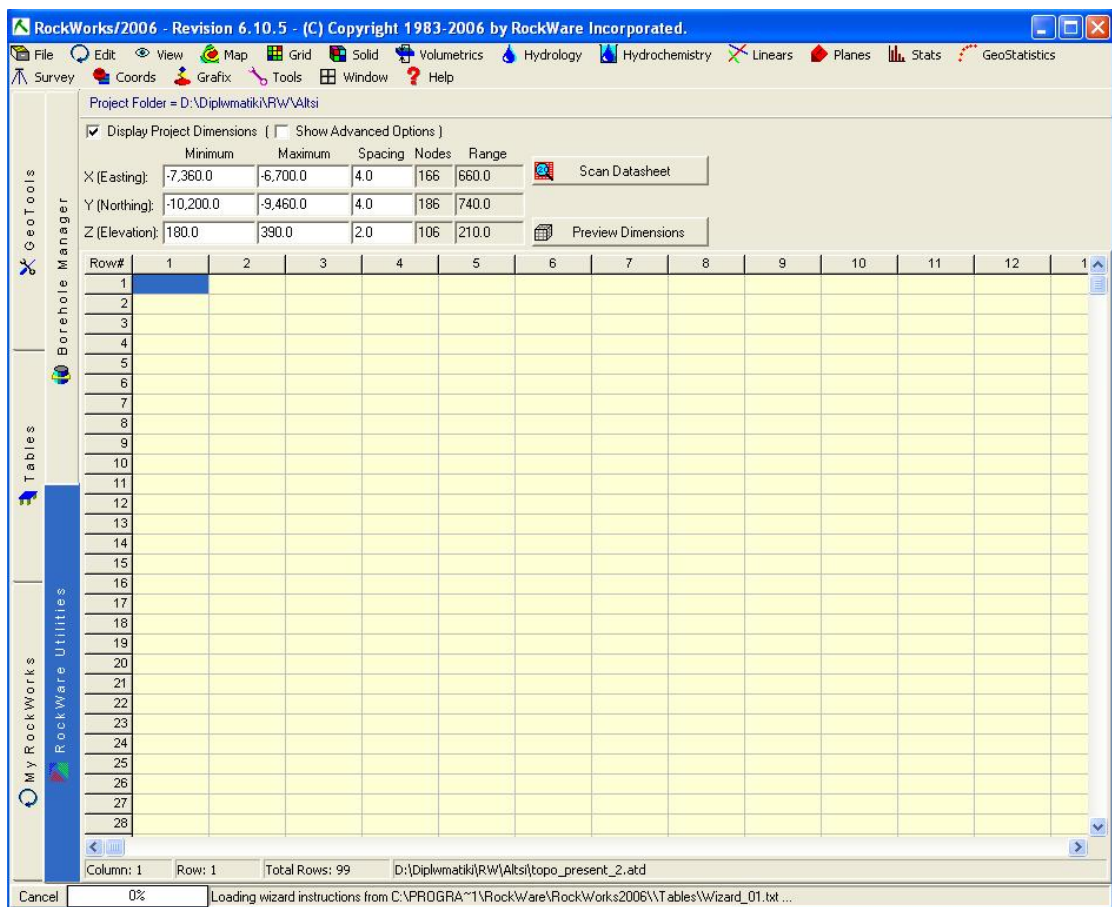 RockWorks/2006 - Revision 6.10.5 - (C) Copyright 1983-2006 by RockWare Incorporated.
File Edit View Map Grid Solid Volumetrics Hydrology Hydrochemistry Linears Planes Stats GeoStatistics
Survey Coords Grafix Tools Window Help
Project Folder = D:\Diplwmatiki\RW\Altsi
Display Project Dimensions ( Show Advanced Options )
Minimum Maximum Spacing Nodes Range
X (Easting): -7,360.0 -6,700.0 4.0 166 660.0 Scan Datasheet
Y (Northing): -10,200.0 -9,460.0 4.0 186 740.0
Z (Elevation): 180.0 390.0 2.0 106 210.0 Preview Dimensions
GeoTools
Tables
My RockWorks
Borehole Manager
RockWare Utilities
Row# 1 2 3 4 5 6 7 8 9 10 11 12 1
1
2
3
4
5
6
7
8
9
10
11
12
13
14
15
16
17
18
19
20
21
22
23
24
25
26
27
28
Column: 1 Row: 1 Total Rows: 99 D:\Diplwmatiki\RW\Altsi\topo_present_2.atd
Cancel 0% Loading wizard instructions from C:\PROGRA~1\RockWare\RockWorks2006\\Tables\Wizard_01.txt ...